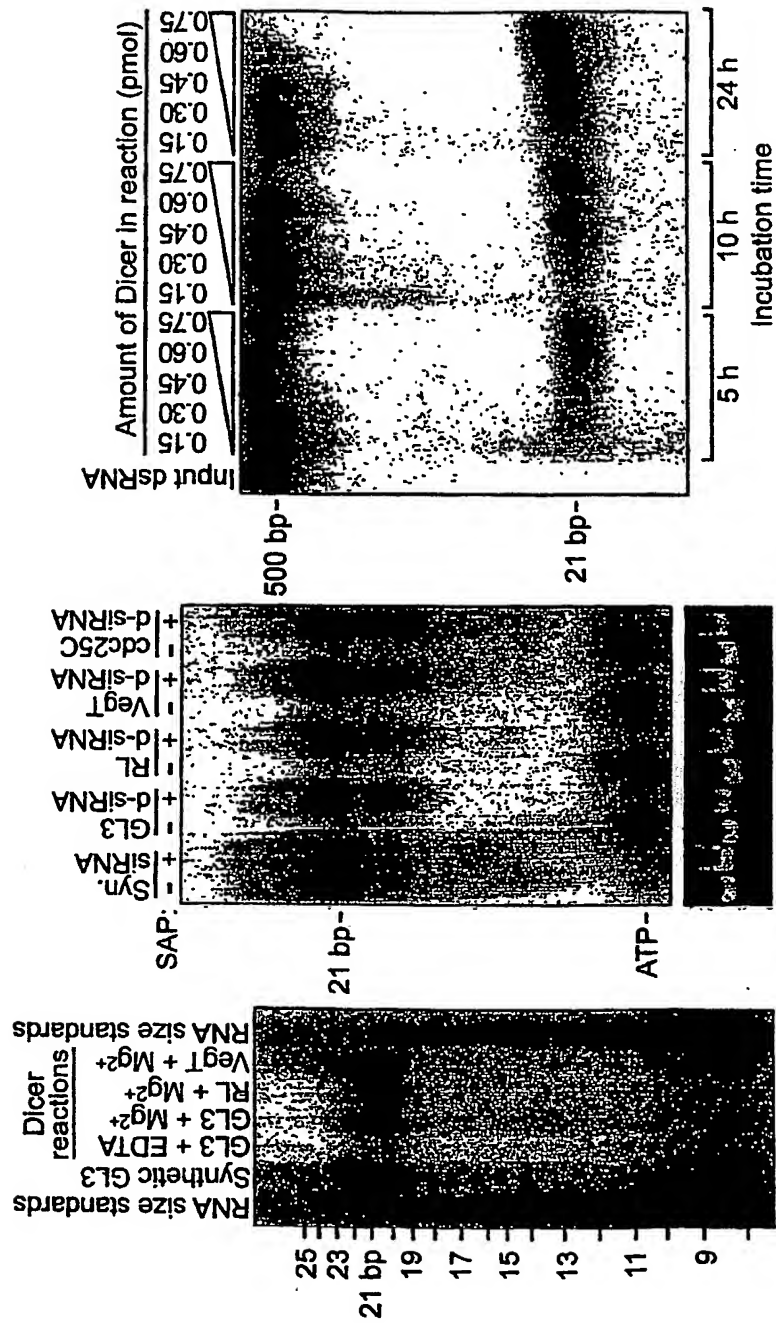 Dicer
reactions
RNA size standards
Synthetic GL3
GL3 + EDTA
GL3 + Mg²⁺
RL + Mg²⁺
VegT + Mg²⁺
RNA size standards
25
23
21 bp
19
17
15
13
11
9
SAP:
Syn.
siRNA
GL3
d-siRNA
RL
d-siRNA
VegT
d-siRNA
cdc25C
d-siRNA
- + - + - + - + - +
21 bp-
ATP-
Amount of Dicer in reaction (pmol)
Input dsRNA
0.15 0.30 0.45 0.60 0.75 0.15 0.30 0.45 0.60 0.75 0.15 0.30 0.45 0.60 0.75
500 bp-
21 bp-
5 h 10 h 24 h
Incubation time